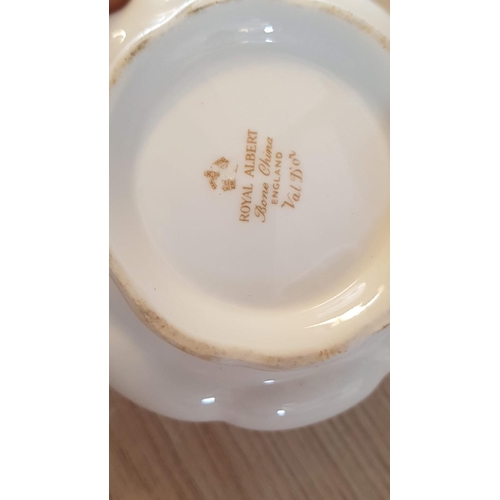 ROYAL ALBERT
Bone China
ENGLAND
Val D'or